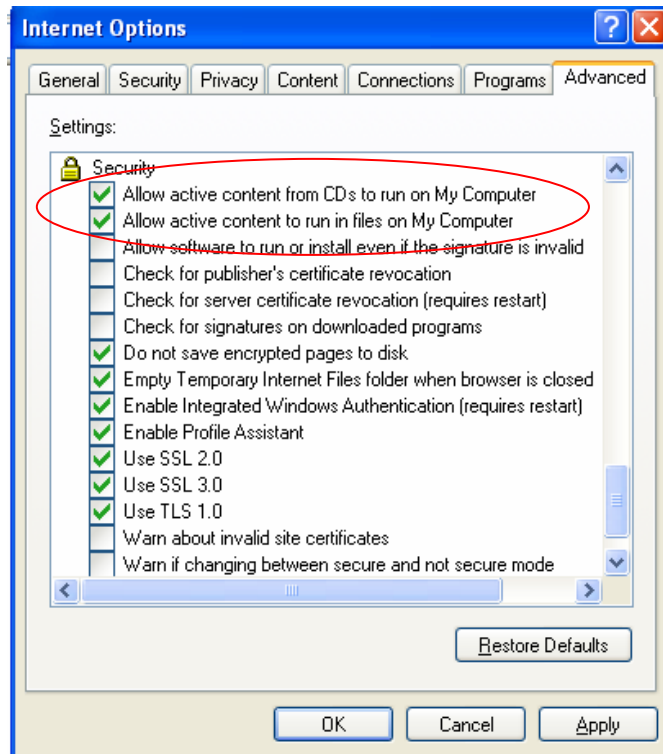 Internet Options
General Security Privacy Content Connections Programs Advanced
Settings:
Security
Allow active content from CDs to run on My Computer
Allow active content to run in files on My Computer
Allow software to run or install even if the signature is invalid
Check for publisher's certificate revocation
Check for server certificate revocation (requires restart)
Check for signatures on downloaded programs
Do not save encrypted pages to disk
Empty Temporary Internet Files folder when browser is closed
Enable Integrated Windows Authentication (requires restart)
Enable Profile Assistant
Use SSL 2.0
Use SSL 3.0
Use TLS 1.0
Warn about invalid site certificates
Warn if changing between secure and not secure mode
Restore Defaults
OK Cancel Apply